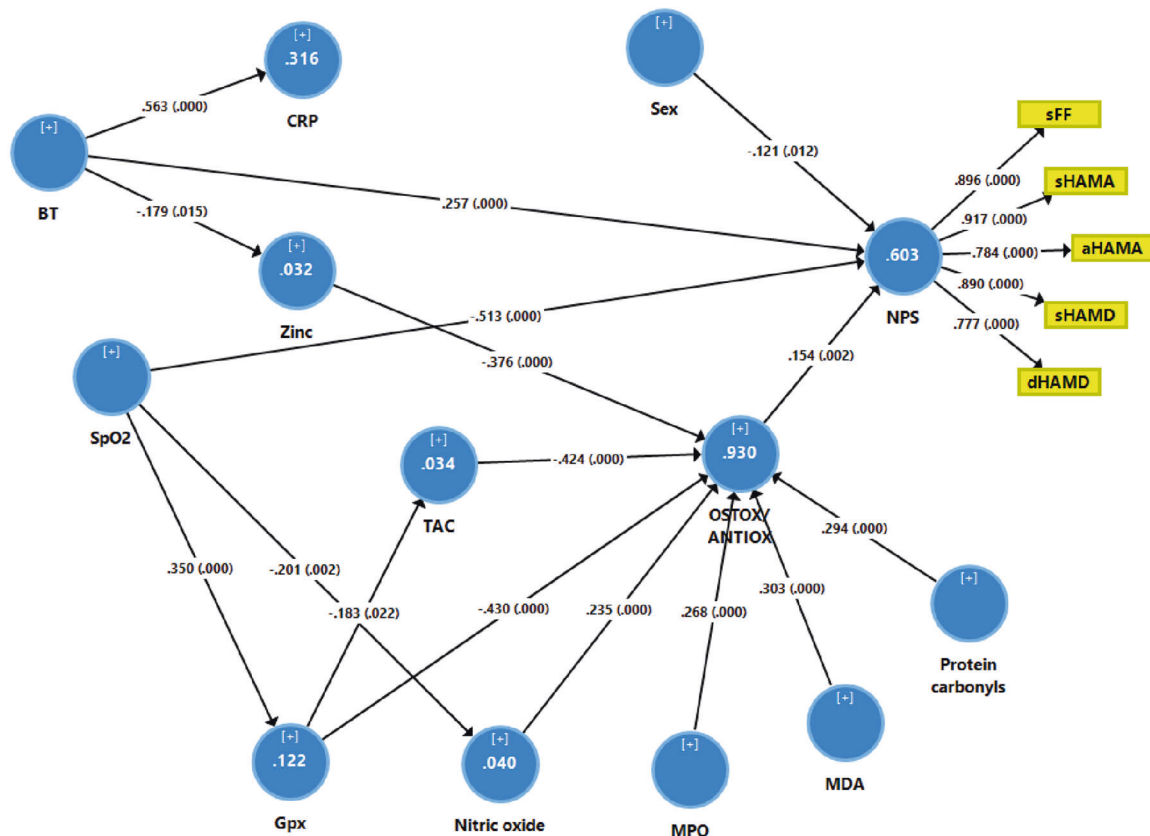 [+]
.316
CRP
[+]
Sex
[+]
BT
.563 (.000)
-.179 (.015)
.257 (.000)
-.121 (.012)
sFF
sHAMA
aHAMA
sHAMD
dHAMD
.896 (.000)
.917 (.000)
.784 (.000)
.890 (.000)
.777 (.000)
[+]
.603
NPS
[+]
.032
Zinc
-.513 (.000)
-.376 (.000)
.154 (.002)
[+]
SpO2
[+]
.034
TAC
-.424 (.000)
[+]
.930
OSTOX/
ANTIOX
.294 (.000)
.350 (.000)
-.201 (.002)
-.183 (.022)
-.430 (.000)
.235 (.000)
.268 (.000)
.303 (.000)
[+]
Protein
carbonyls
[+]
.122
Gpx
[+]
.040
Nitric oxide
[+]
MPO
[+]
MDA